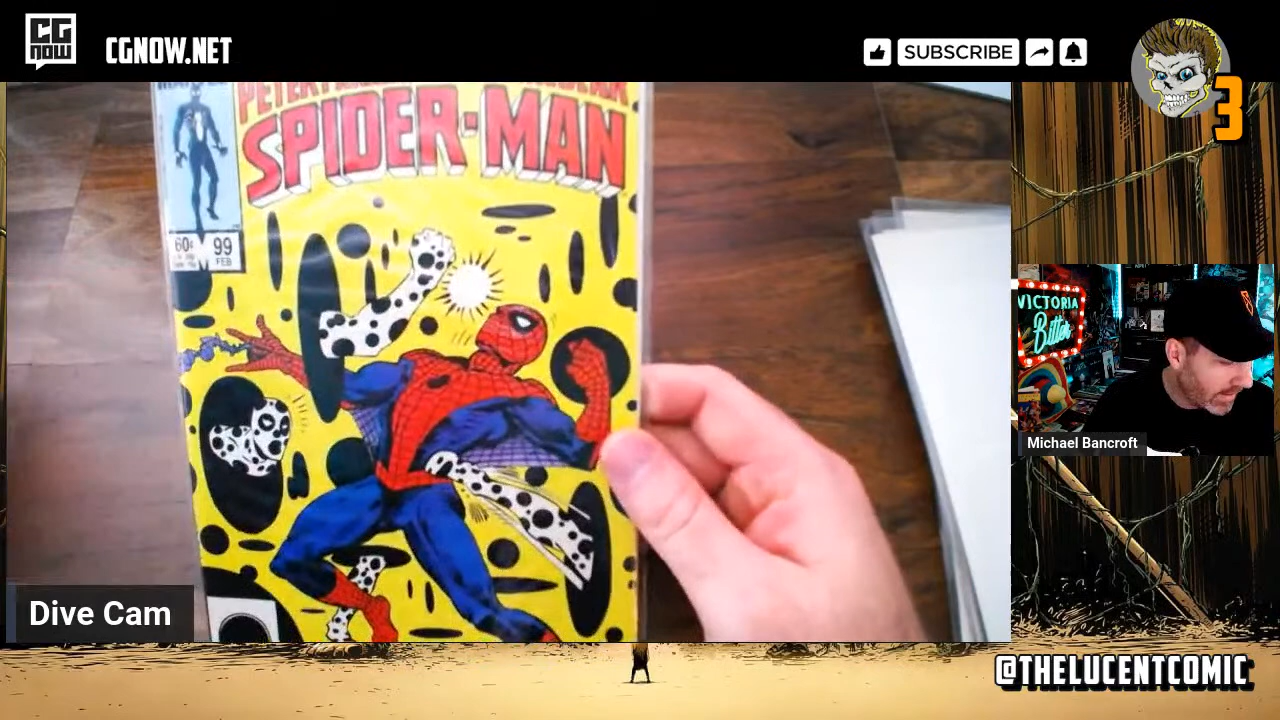 CG
NOW
CGNOW.NET
SUBSCRIBE
3
SPIDER-MAN
60¢
99
FEB
VICTORIA
Bitter
Michael Bancroft
Dive Cam
@THELUCENTCOMIC